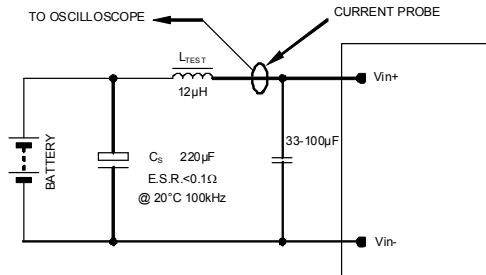 TO OSCILLOSCOPE
CURRENT PROBE
LTEST
12µH
Vin+
BATTERY
CS 220µF
E.S.R.<0.1Ω
@ 20°C 100kHz
33-100µF
Vin-